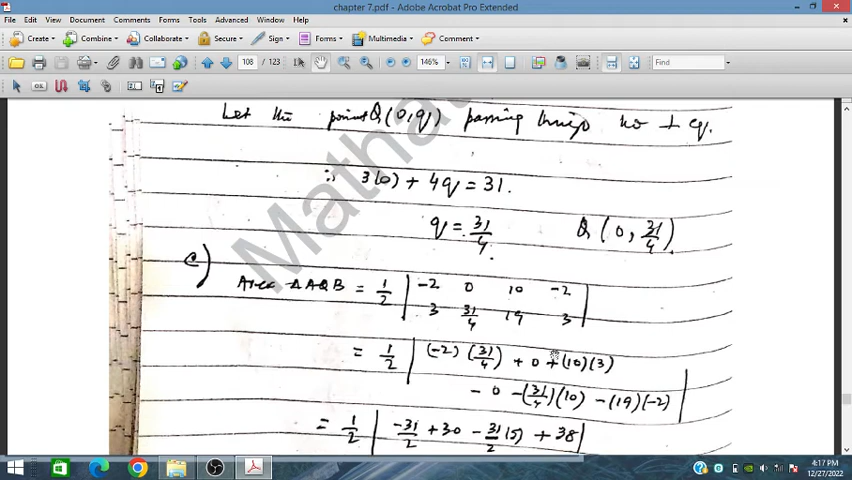 chapter 7.pdf - Adobe Acrobat Pro Extended
File Edit View Document Comments Forms Tools Advanced Window Help
Create Combine Collaborate Secure Sign Forms Multimedia Comment
108 / 123 146% Find
Let the point Q(0,q) passing the ⊥ eq.
∴ 3(0) + 4q = 31.
q = 31/4. Q(0, 31/4).
Area ΔAQB = 1/2 | -2 0 10 -2 |
3 31/4 19 3
= 1/2 | (-2)(31/4) + 0 + (10)(3)
- 0 - (31/4)(10) - (19)(-2) |
= 1/2 | -31/2 + 30 - 31/2 (5) + 38 |
4:17 PM
12/27/2022